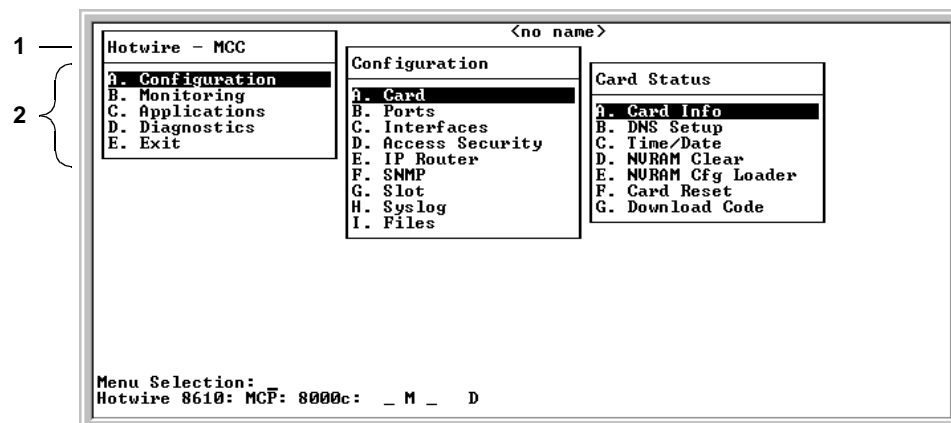 <no name>
1
Hotwire - MCC
2
A. Configuration
B. Monitoring
C. Applications
D. Diagnostics
E. Exit
Configuration
A. Card
B. Ports
C. Interfaces
D. Access Security
E. IP Router
F. SNMP
G. Slot
H. Syslog
I. Files
Card Status
A. Card Info
B. DNS Setup
C. Time/Date
D. NVRAM Clear
E. NVRAM Cfg Loader
F. Card Reset
G. Download Code
Menu Selection: _
Hotwire 8610: MCP: 8000c: _ M _ D